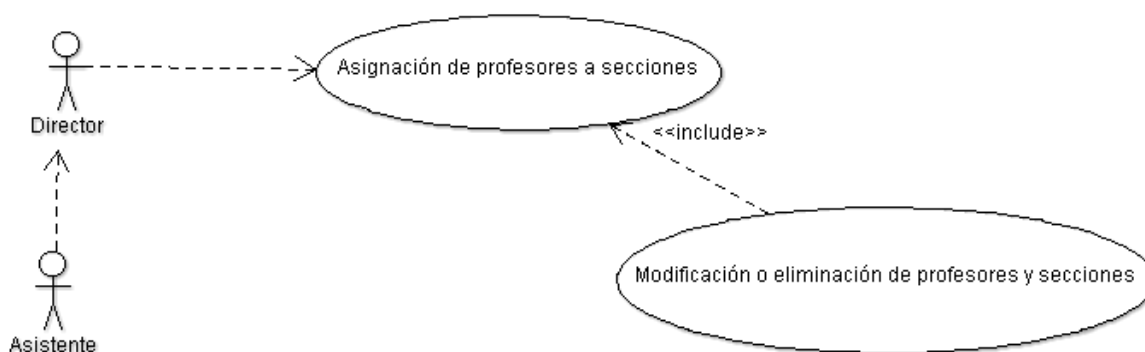 Asignación de profesores a secciones
Director
<<include>>
Modificación o eliminación de profesores y secciones
Asistente